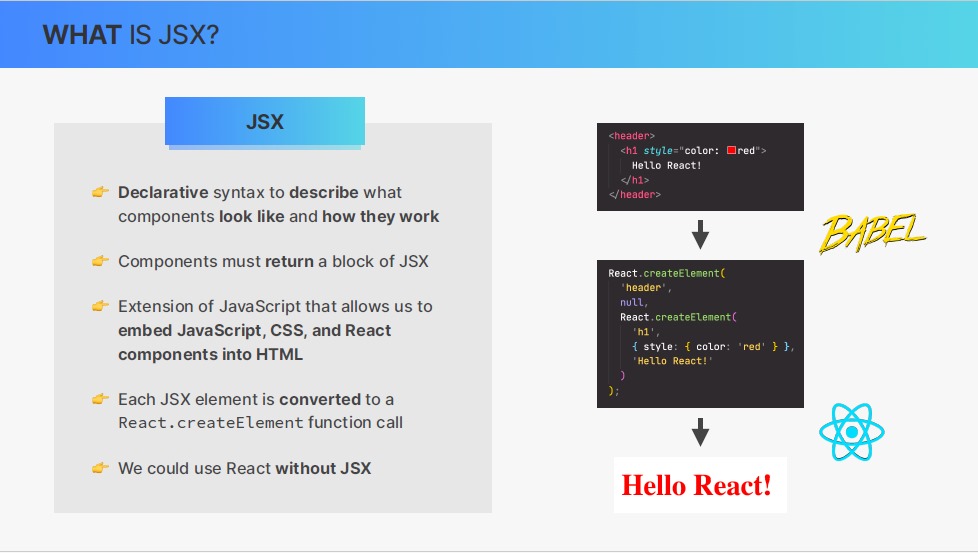 WHAT IS JSX?
JSX
👉 Declarative syntax to describe what
components look like and how they work
👉 Components must return a block of JSX
👉 Extension of JavaScript that allows us to
embed JavaScript, CSS, and React
components into HTML
👉 Each JSX element is converted to a
React.createElement function call
👉 We could use React without JSX
<header>
<h1 style="color: red">
Hello React!
</h1>
</header>
BABEL
React.createElement(
'header',
null,
React.createElement(
'h1',
{ style: { color: 'red' } },
'Hello React!'
)
);
Hello React!